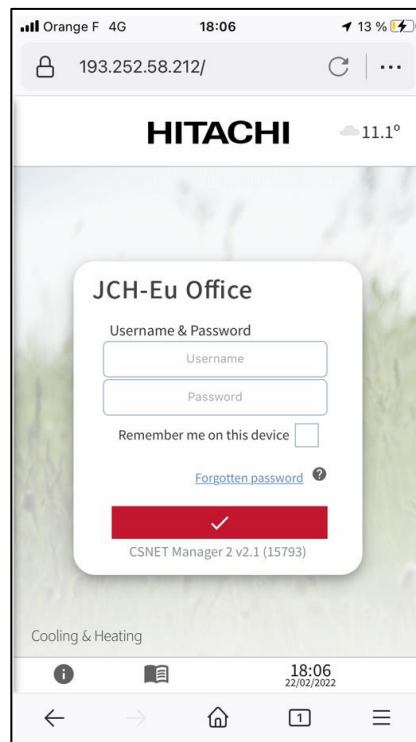 Orange F 4G 18:06 13 %
193.252.58.212/
HITACHI 11.1°
JCH-Eu Office
Username & Password
Username
Password
Remember me on this device
Forgotten password ?
CSNET Manager 2 v2.1 (15793)
Cooling & Heating
i 18:06
22/02/2022
1